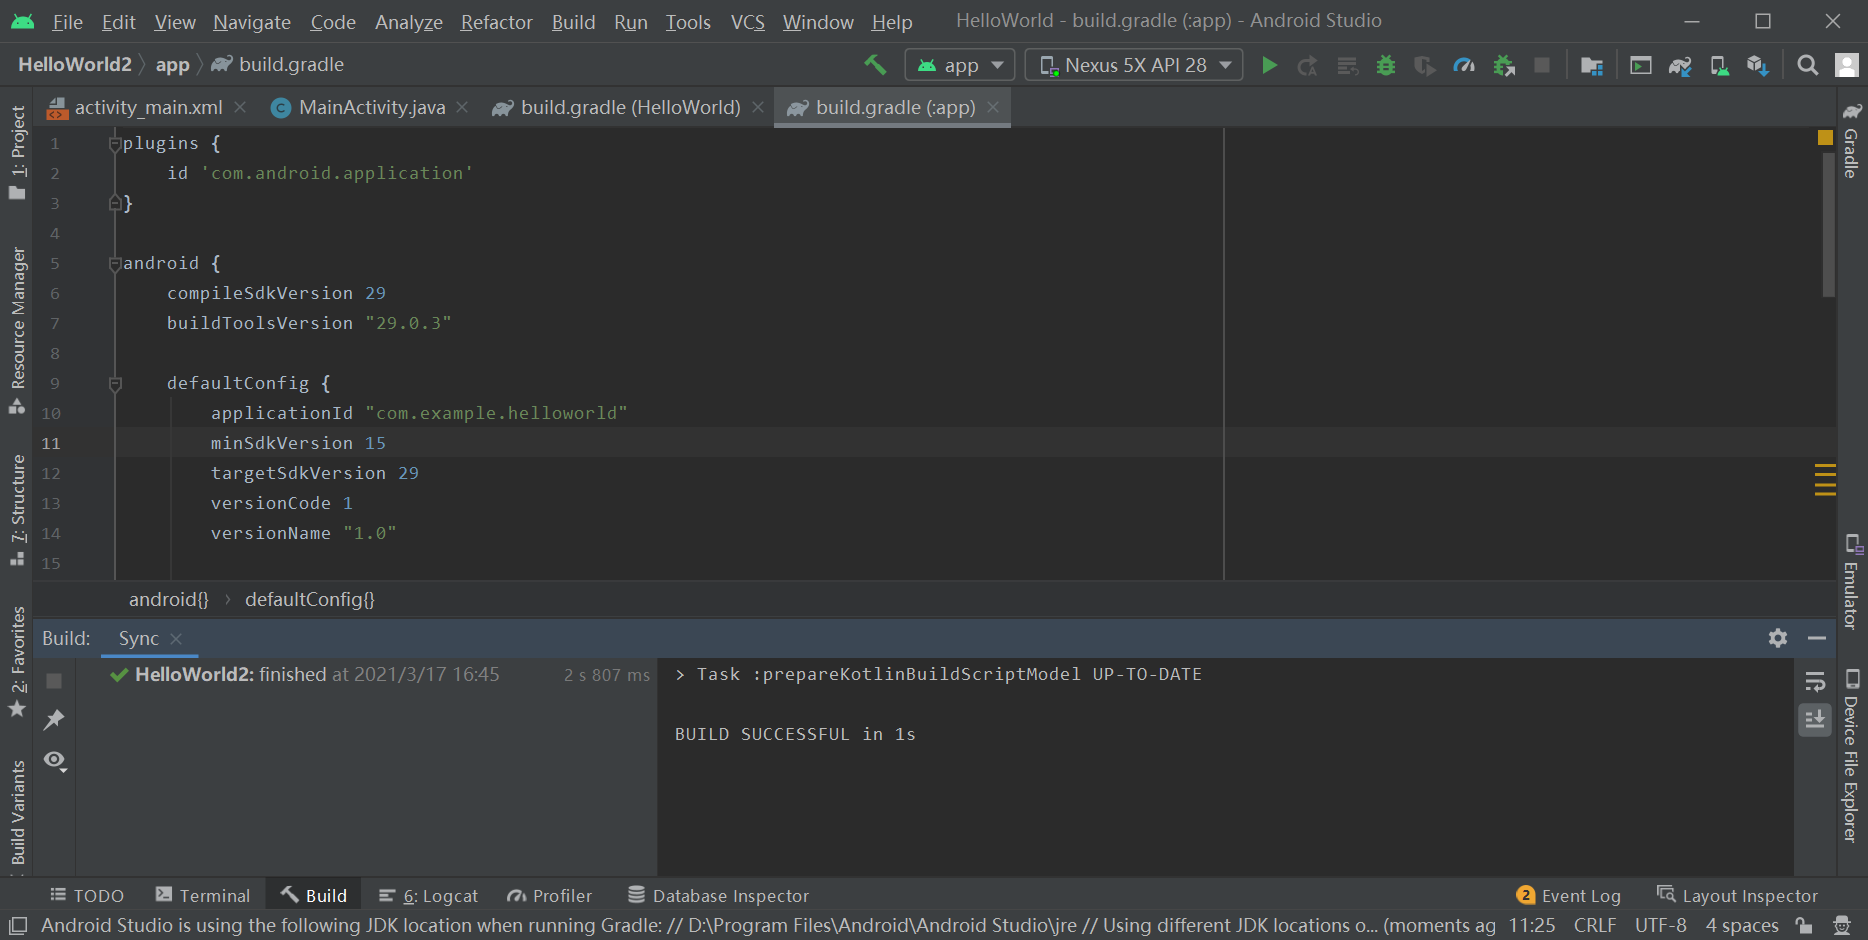 File Edit View Navigate Code Analyze Refactor Build Run Tools VCS Window Help HelloWorld - build.gradle (:app) - Android Studio
HelloWorld2 app build.gradle app Nexus 5X API 28
activity_main.xml MainActivity.java build.gradle (HelloWorld) build.gradle (:app)
1: Project
Resource Manager
7: Structure
2: Favorites
Build Variants
1 plugins {
2 id 'com.android.application'
3 }
4
5 android {
6 compileSdkVersion 29
7 buildToolsVersion "29.0.3"
8
9 defaultConfig {
10 applicationId "com.example.helloworld"
11 minSdkVersion 15
12 targetSdkVersion 29
13 versionCode 1
14 versionName "1.0"
15
android{} › defaultConfig{}
Gradle
Emulator
Device File Explorer
Build: Sync
HelloWorld2: finished at 2021/3/17 16:45 2 s 807 ms
> Task :prepareKotlinBuildScriptModel UP-TO-DATE
BUILD SUCCESSFUL in 1s
TODO Terminal Build 6: Logcat Profiler Database Inspector 2 Event Log Layout Inspector
Android Studio is using the following JDK location when running Gradle: // D:\Program Files\Android\Android Studio\jre // Using different JDK locations o... (moments ag 11:25 CRLF UTF-8 4 spaces